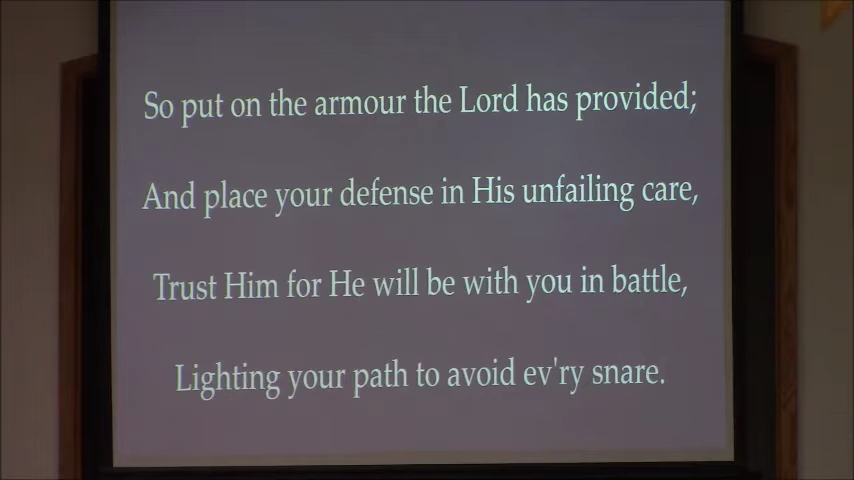 So put on the armour the Lord has provided;
And place your defense in His unfailing care,
Trust Him for He will be with you in battle,
Lighting your path to avoid ev'ry snare.